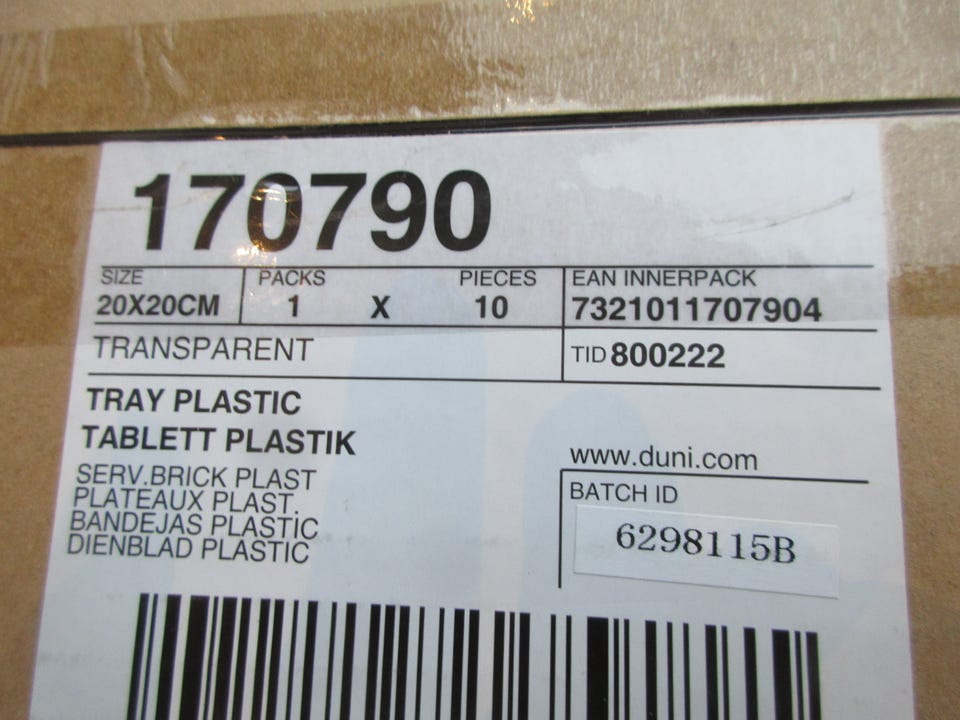 170790
SIZE PACKS PIECES EAN INNERPACK
20X20CM 1 X 10 7321011707904
TRANSPARENT TID 800222
TRAY PLASTIC
TABLETT PLASTIK
www.duni.com
SERV.BRICK PLAST
PLATEAUX PLAST.
BANDEJAS PLASTIC
DIENBLAD PLASTIC
BATCH ID
6298115B